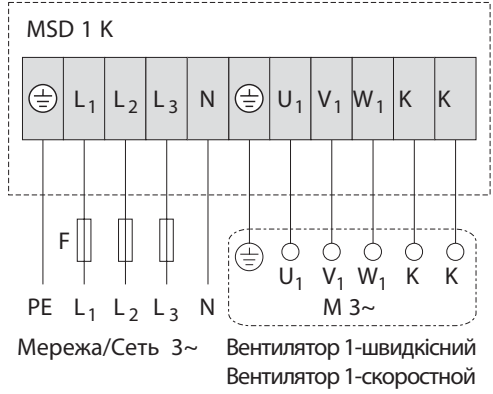 MSD 1 K
L1 L2 L3 N U1 V1 W1 K K
F
U1 V1 W1 K K
PE L1 L2 L3 N M 3~
Мережа/Сеть 3~ Вентилятор 1-швидкісний
Вентилятор 1-скоростной